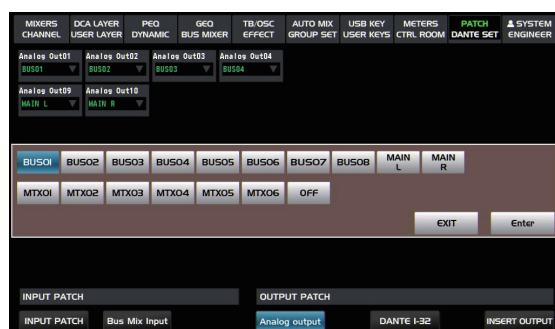 MIXERS DCA LAYER PEQ GEQ TB/OSC AUTO MIX USB KEY METERS PATCH SYSTEM
CHANNEL USER LAYER DYNAMIC BUS MIXER EFFECT GROUP SET USER KEYS CTRL ROOM DANTE SET ENGINEER
Analog Out01 Analog Out02 Analog Out03 Analog Out04
BUS01 BUS02 BUS03 BUS04
Analog Out09 Analog Out10
MAIN L MAIN R
BUS01 BUS02 BUS03 BUS04 BUS05 BUS06 BUS07 BUS08 MAIN L MAIN R
MTX01 MTX02 MTX03 MTX04 MTX05 MTX06 OFF
EXIT Enter
INPUT PATCH OUTPUT PATCH
INPUT PATCH Bus Mix Input Analog output DANTE 1-32 INSERT OUTPUT